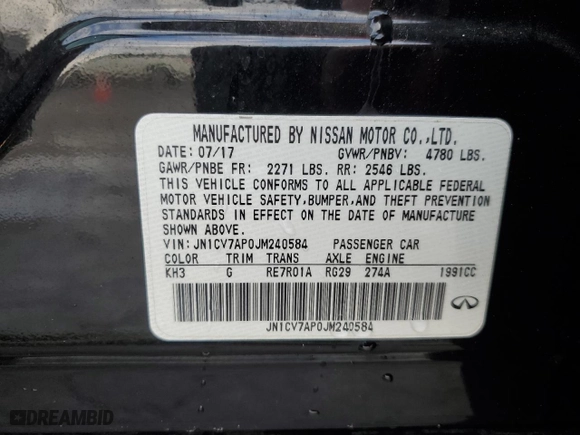 MANUFACTURED BY NISSAN MOTOR CO.,LTD.
DATE: 07/17 GVWR/PNBV: 4780 LBS.
GAWR/PNBE FR: 2271 LBS. RR: 2546 LBS.
THIS VEHICLE CONFORMS TO ALL APPLICABLE FEDERAL
MOTOR VEHICLE SAFETY,BUMPER,AND THEFT PREVENTION
STANDARDS IN EFFECT ON THE DATE OF MANUFACTURE
SHOWN ABOVE.
VIN: JN1CV7AP0JM240584 PASSENGER CAR
COLOR TRIM TRANS AXLE ENGINE
KH3 G RE7R01A RG29 274A 1991CC
JN1CV7AP0JM240584
DREAMBID